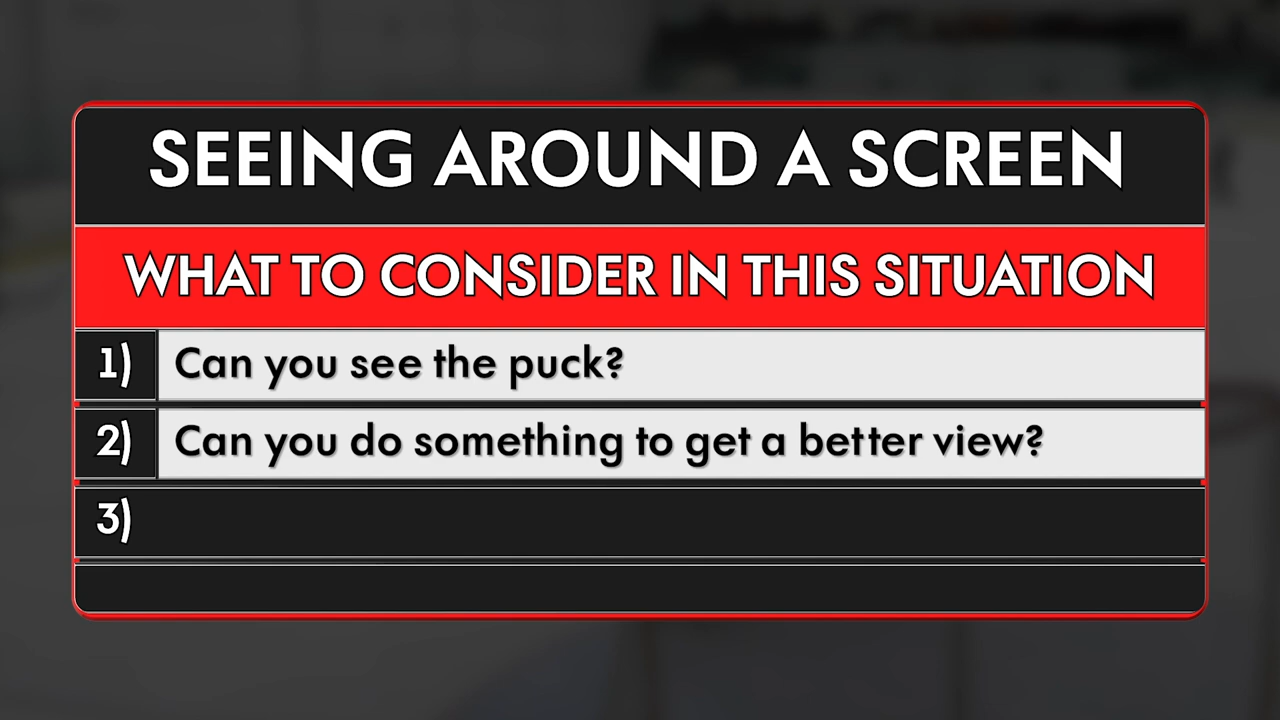 SEEING AROUND A SCREEN
WHAT TO CONSIDER IN THIS SITUATION
1) Can you see the puck?
2) Can you do something to get a better view?
3)